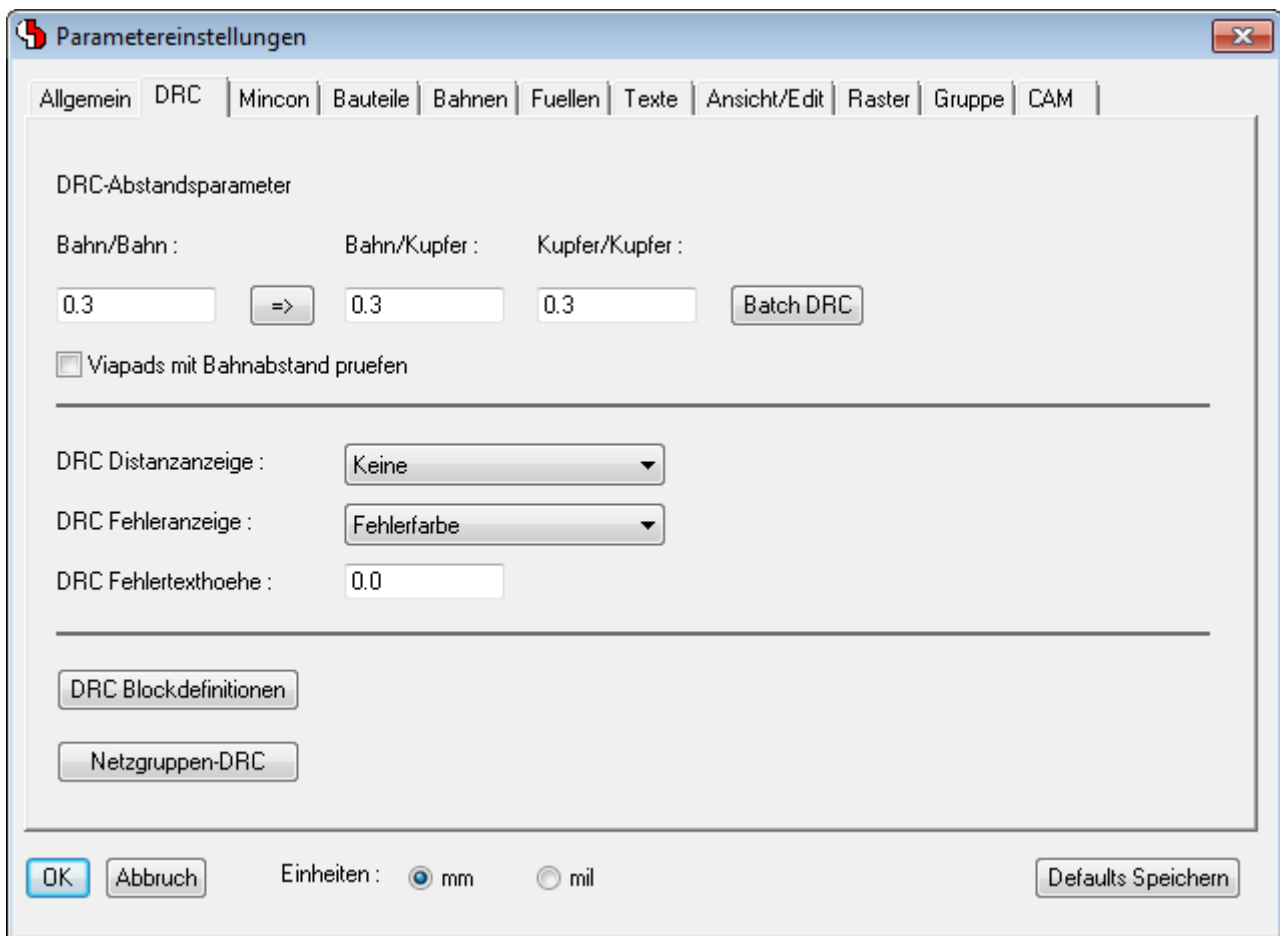 Parametereinstellungen
Allgemein DRC Mincon Bauteile Bahnen Fuellen Texte Ansicht/Edit Raster Gruppe CAM
DRC-Abstandsparameter
Bahn/Bahn : Bahn/Kupfer : Kupfer/Kupfer :
0.3 => 0.3 0.3 Batch DRC
Viapads mit Bahnabstand pruefen
DRC Distanzanzeige : Keine
DRC Fehleranzeige : Fehlerfarbe
DRC Fehlertexthoehe : 0.0
DRC Blockdefinitionen
Netzgruppen-DRC
OK Abbruch Einheiten : mm mil Defaults Speichern